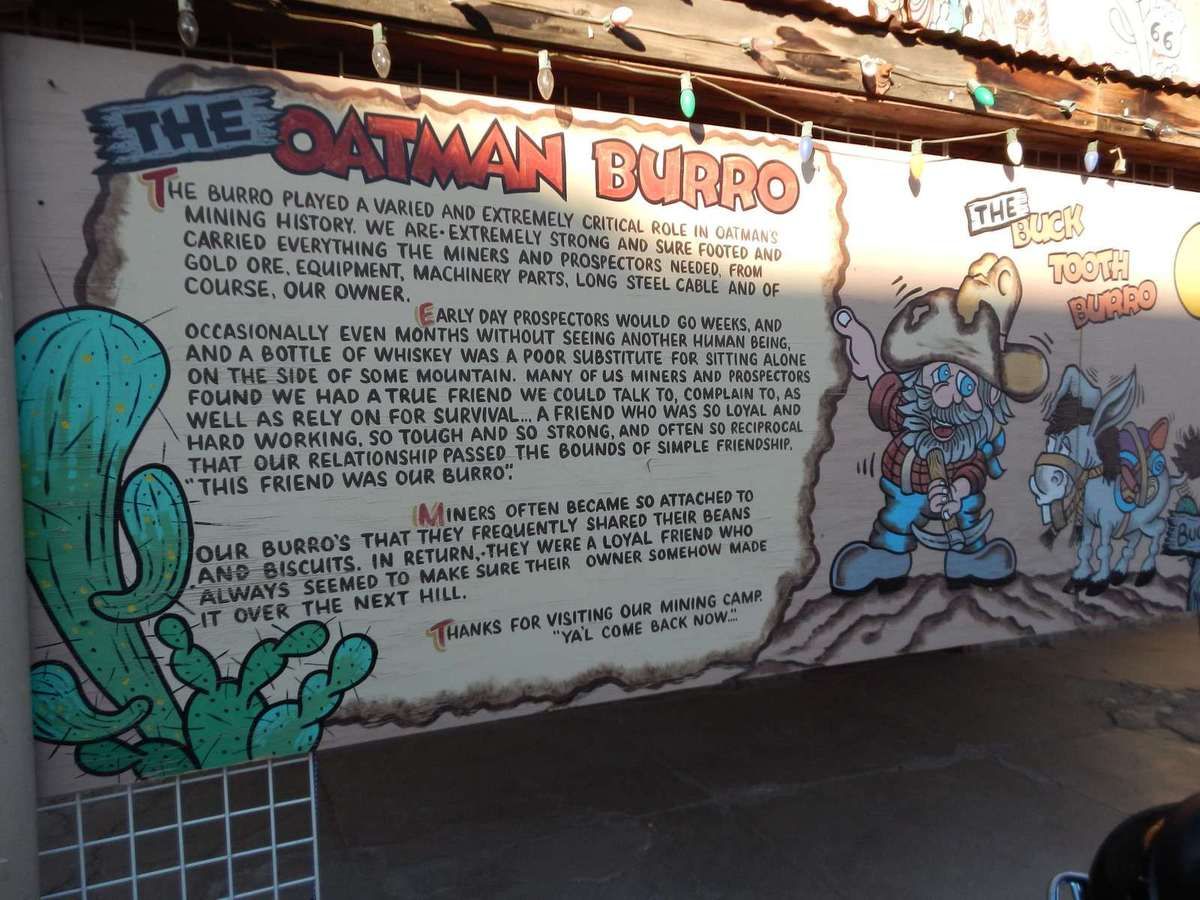 THE OATMAN BURRO
THE BURRO PLAYED A VARIED AND EXTREMELY CRITICAL ROLE IN OATMAN'S
MINING HISTORY. WE ARE·EXTREMELY STRONG AND SURE FOOTED AND
CARRIED EVERYTHING THE MINERS AND PROSPECTORS NEEDED, FROM
GOLD ORE, EQUIPMENT, MACHINERY PARTS, LONG STEEL CABLE AND OF
COURSE, OUR OWNER.
EARLY DAY PROSPECTORS WOULD GO WEEKS, AND
OCCASIONALLY EVEN MONTHS WITHOUT SEEING ANOTHER HUMAN BEING,
AND A BOTTLE OF WHISKEY WAS A POOR SUBSTITUTE FOR SITTING ALONE
ON THE SIDE OF SOME MOUNTAIN. MANY OF US MINERS AND PROSPECTORS
FOUND WE HAD A TRUE FRIEND WE COULD TALK TO, COMPLAIN TO, AS
WELL AS RELY ON FOR SURVIVAL... A FRIEND WHO WAS SO LOYAL AND
HARD WORKING, SO TOUGH AND SO STRONG, AND OFTEN SO RECIPROCAL
THAT OUR RELATIONSHIP PASSED THE BOUNDS OF SIMPLE FRIENDSHIP.
"THIS FRIEND WAS OUR BURRO".
MINERS OFTEN BECAME SO ATTACHED TO
OUR BURRO'S THAT THEY FREQUENTLY SHARED THEIR BEANS
AND BISCUITS. IN RETURN,··THEY WERE A LOYAL FRIEND WHO
ALWAYS SEEMED TO MAKE SURE THEIR OWNER SOMEHOW MADE
IT OVER THE NEXT HILL.
THANKS FOR VISITING OUR MINING CAMP.
"YA'L COME BACK NOW..."
THE
BUCK
TOOTH
BURRO
66